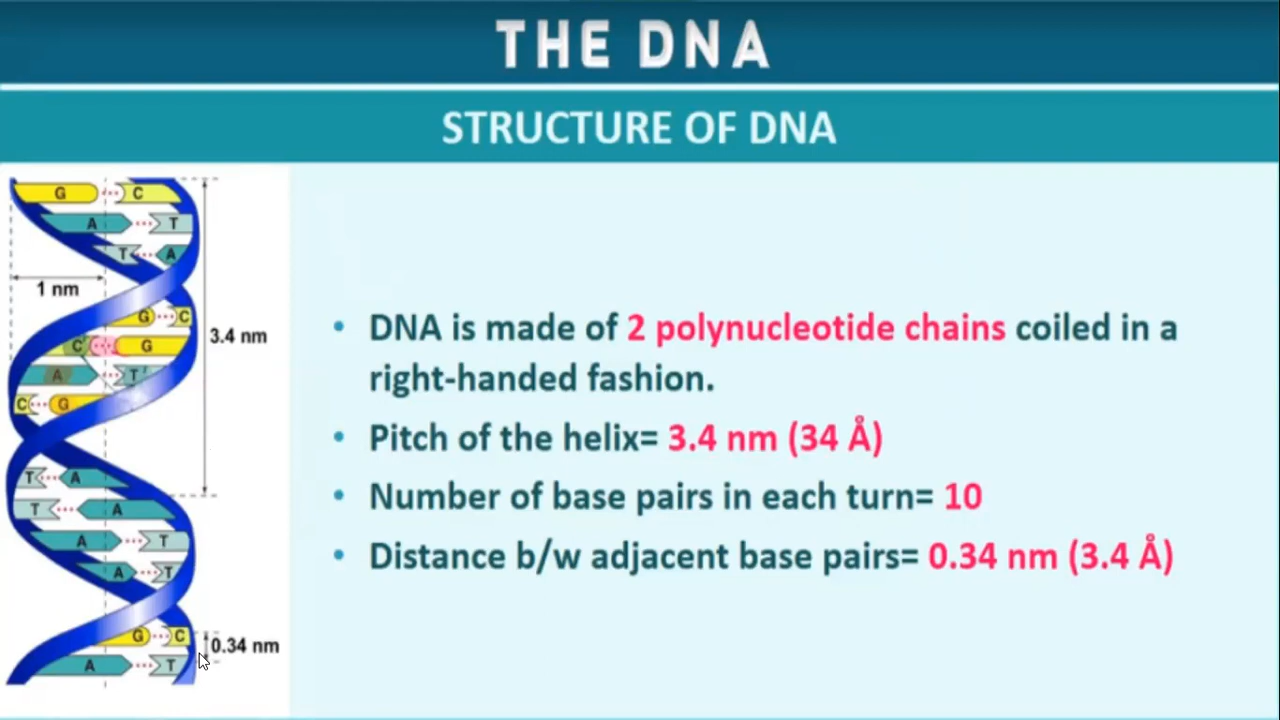 THE DNA
STRUCTURE OF DNA
G C
A T
T A
1 nm
G C
3.4 nm
C G
A T
C G
T A
T A
A T
A T
G C
0.34 nm
A T
• DNA is made of 2 polynucleotide chains coiled in a
right-handed fashion.
• Pitch of the helix= 3.4 nm (34 Å)
• Number of base pairs in each turn= 10
• Distance b/w adjacent base pairs= 0.34 nm (3.4 Å)